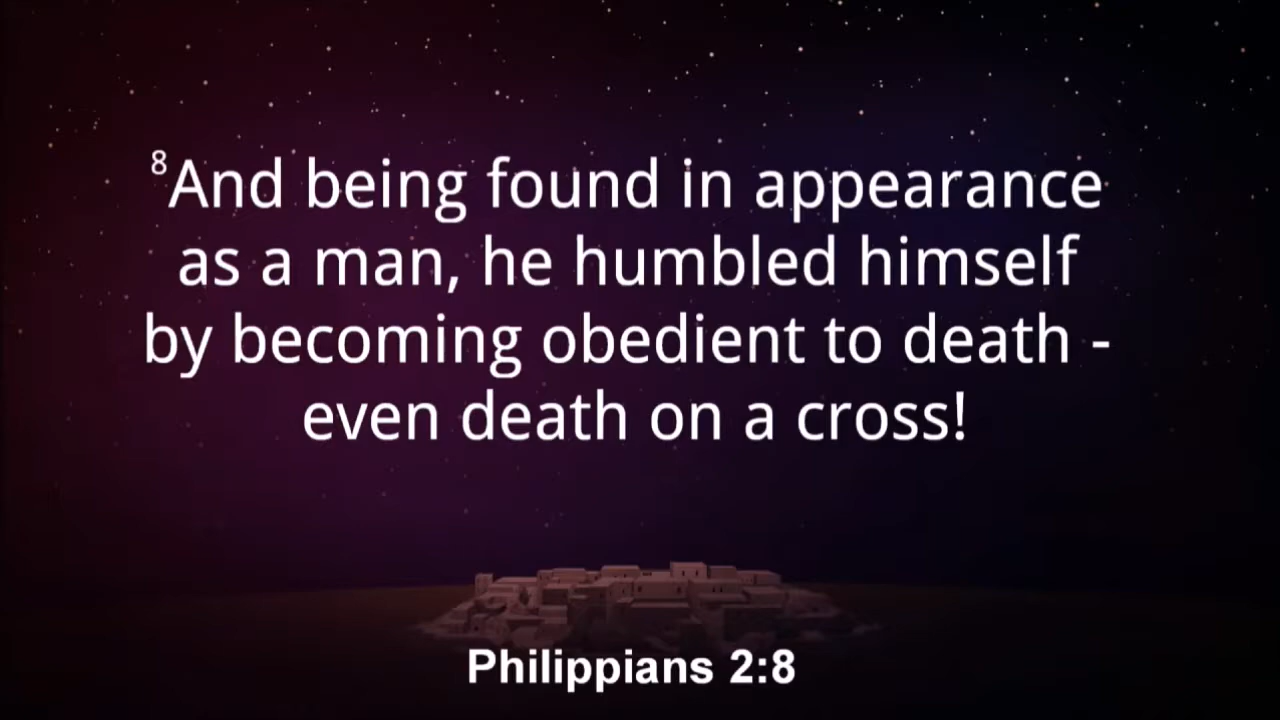 ⁸And being found in appearance
as a man, he humbled himself
by becoming obedient to death -
even death on a cross!
Philippians 2:8